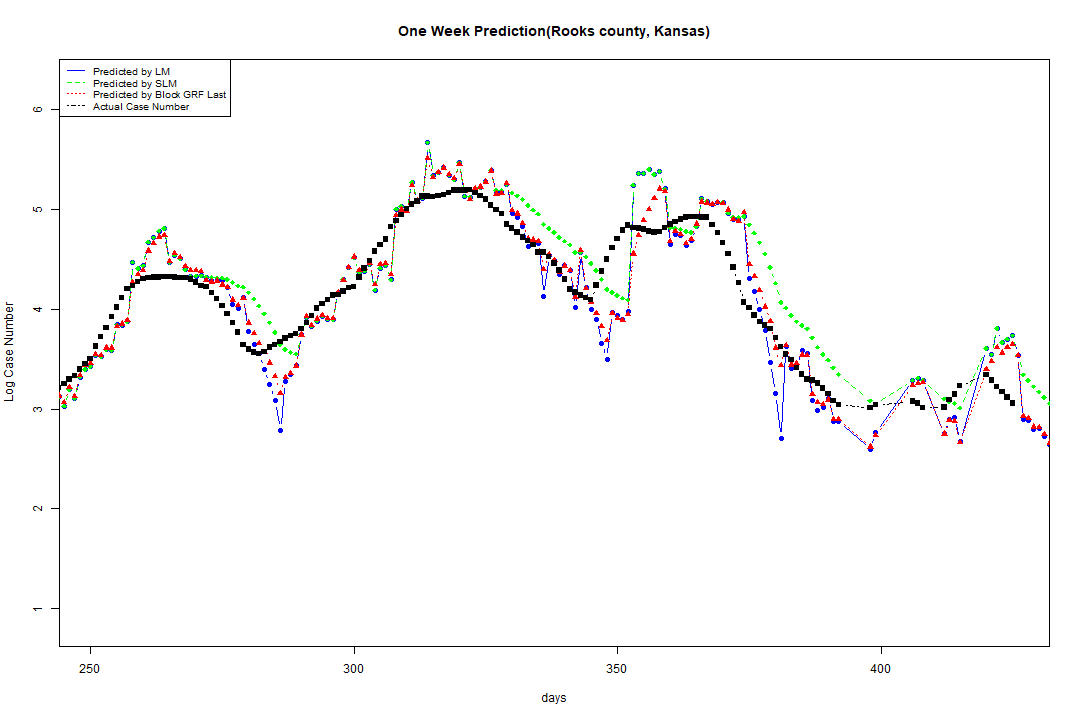 One Week Prediction(Rooks county, Kansas)
Predicted by LM
Predicted by SLM
Predicted by Block GRF Last
Actual Case Number
6
5
4
3
2
1
Log Case Number
250 300 350 400
days